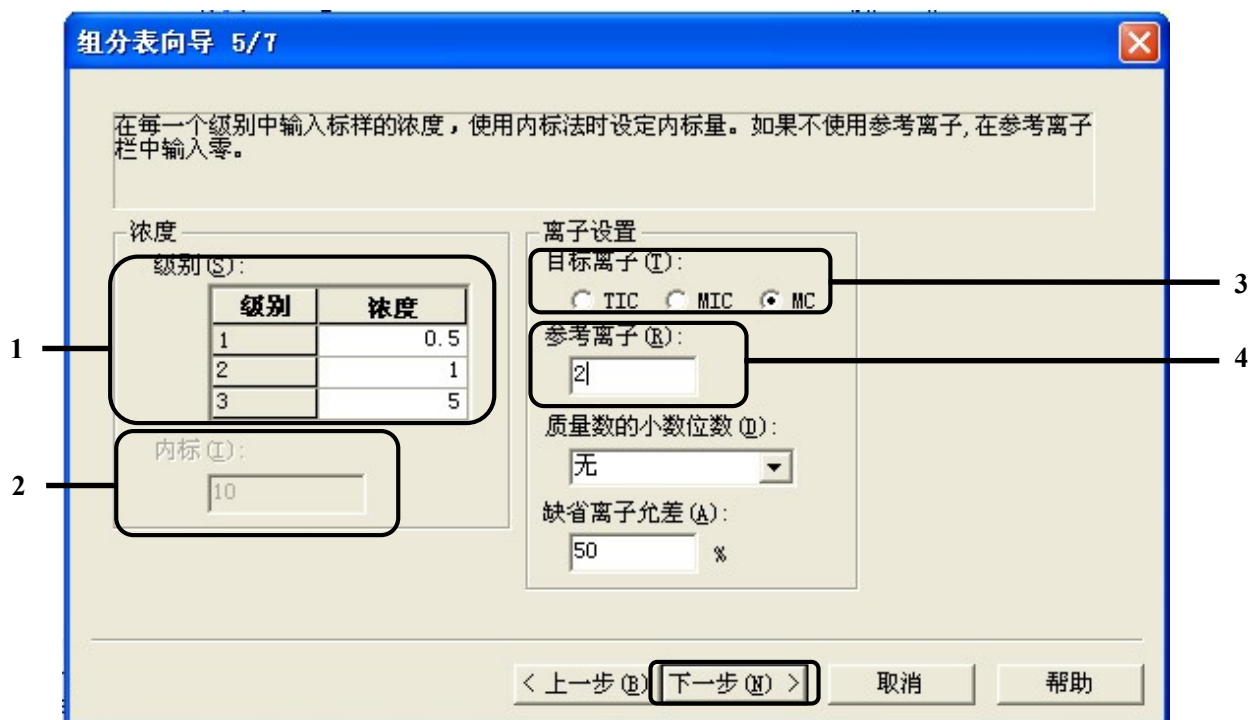 组分表向导 5/7
在每一个级别中输入标样的浓度，使用内标法时设定内标量。如果不使用参考离子,在参考离子
栏中输入零。
浓度
级别(S):
级别 浓度
1 0.5
2 1
3 5
内标(I):
10
离子设置
目标离子(T):
TIC MIC MC
参考离子(R):
2
质量数的小数位数(D):
无
缺省离子允差(A):
50 %
< 上一步(B) 下一步(N) > 取消 帮助
1
2
3
4